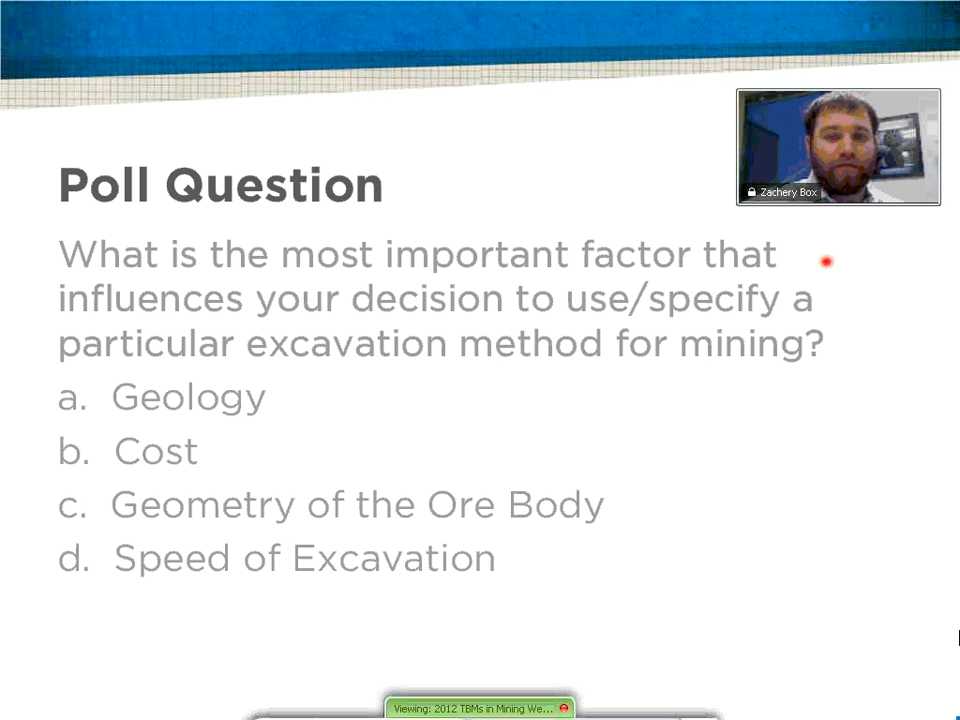 Poll Question
Zachery Box
What is the most important factor that
influences your decision to use/specify a
particular excavation method for mining?
a. Geology
b. Cost
c. Geometry of the Ore Body
d. Speed of Excavation
Viewing: 2012 TBMs in Mining We...